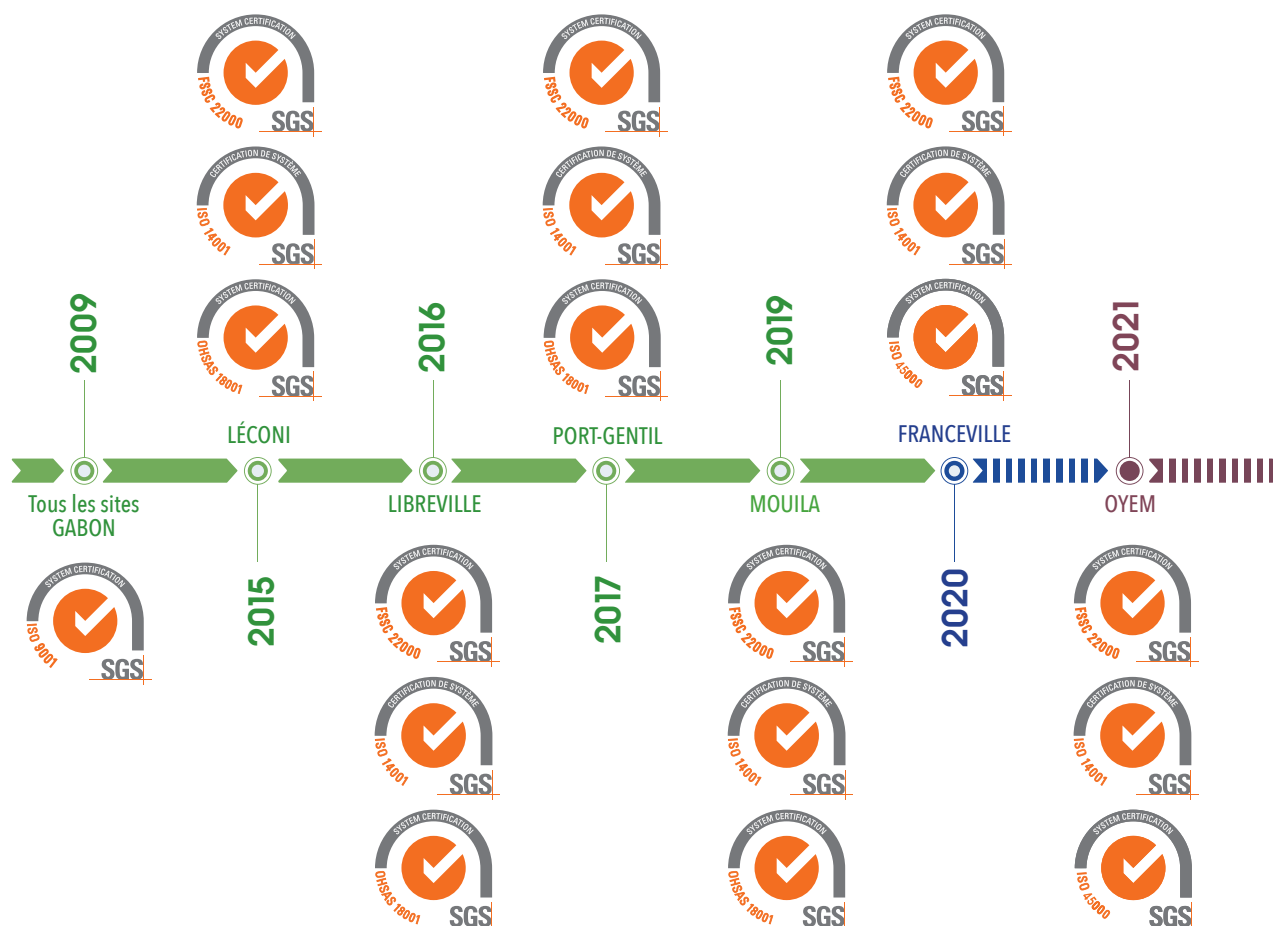 SYSTEM CERTIFICATION
FSSC 22000
SGS
CERTIFICATION DE SYSTÈME
ISO 14001
SGS
SYSTEM CERTIFICATION
OHSAS 18001
SGS
SYSTEM CERTIFICATION
FSSC 22000
SGS
CERTIFICATION DE SYSTÈME
ISO 14001
SGS
SYSTEM CERTIFICATION
OHSAS 18001
SGS
SYSTEM CERTIFICATION
FSSC 22000
SGS
CERTIFICATION DE SYSTÈME
ISO 14001
SGS
SYSTEM CERTIFICATION
ISO 45000
SGS
2009
2016
2019
2021
LÉCONI
PORT-GENTIL
FRANCEVILLE
Tous les sites
GABON
LIBREVILLE
MOUILA
OYEM
2015
2017
2020
SYSTEM CERTIFICATION
ISO 9001
SGS
SYSTEM CERTIFICATION
FSSC 22000
SGS
CERTIFICATION DE SYSTÈME
ISO 14001
SGS
SYSTEM CERTIFICATION
OHSAS 18001
SGS
SYSTEM CERTIFICATION
FSSC 22000
SGS
CERTIFICATION DE SYSTÈME
ISO 14001
SGS
SYSTEM CERTIFICATION
OHSAS 18001
SGS
SYSTEM CERTIFICATION
FSSC 22000
SGS
CERTIFICATION DE SYSTÈME
ISO 14001
SGS
SYSTEM CERTIFICATION
ISO 45000
SGS